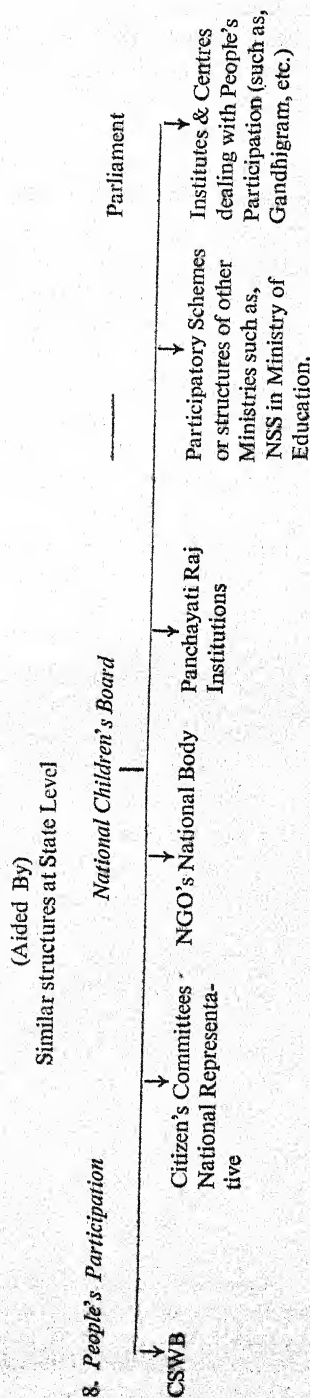 (Aided By)
Similar structures at State Level
8. People's Participation
National Children's Board
Parliament
CSWB
Citizen's Committees -
National Representa-
tive
NGO's National Body
Panchayati Raj
Institutions
Participatory Schemes
or structures of other
Ministries such as,
NSS in Ministry of
Education.
Institutes & Centres
dealing with People's
Participation (such as,
Gandhigram, etc.)